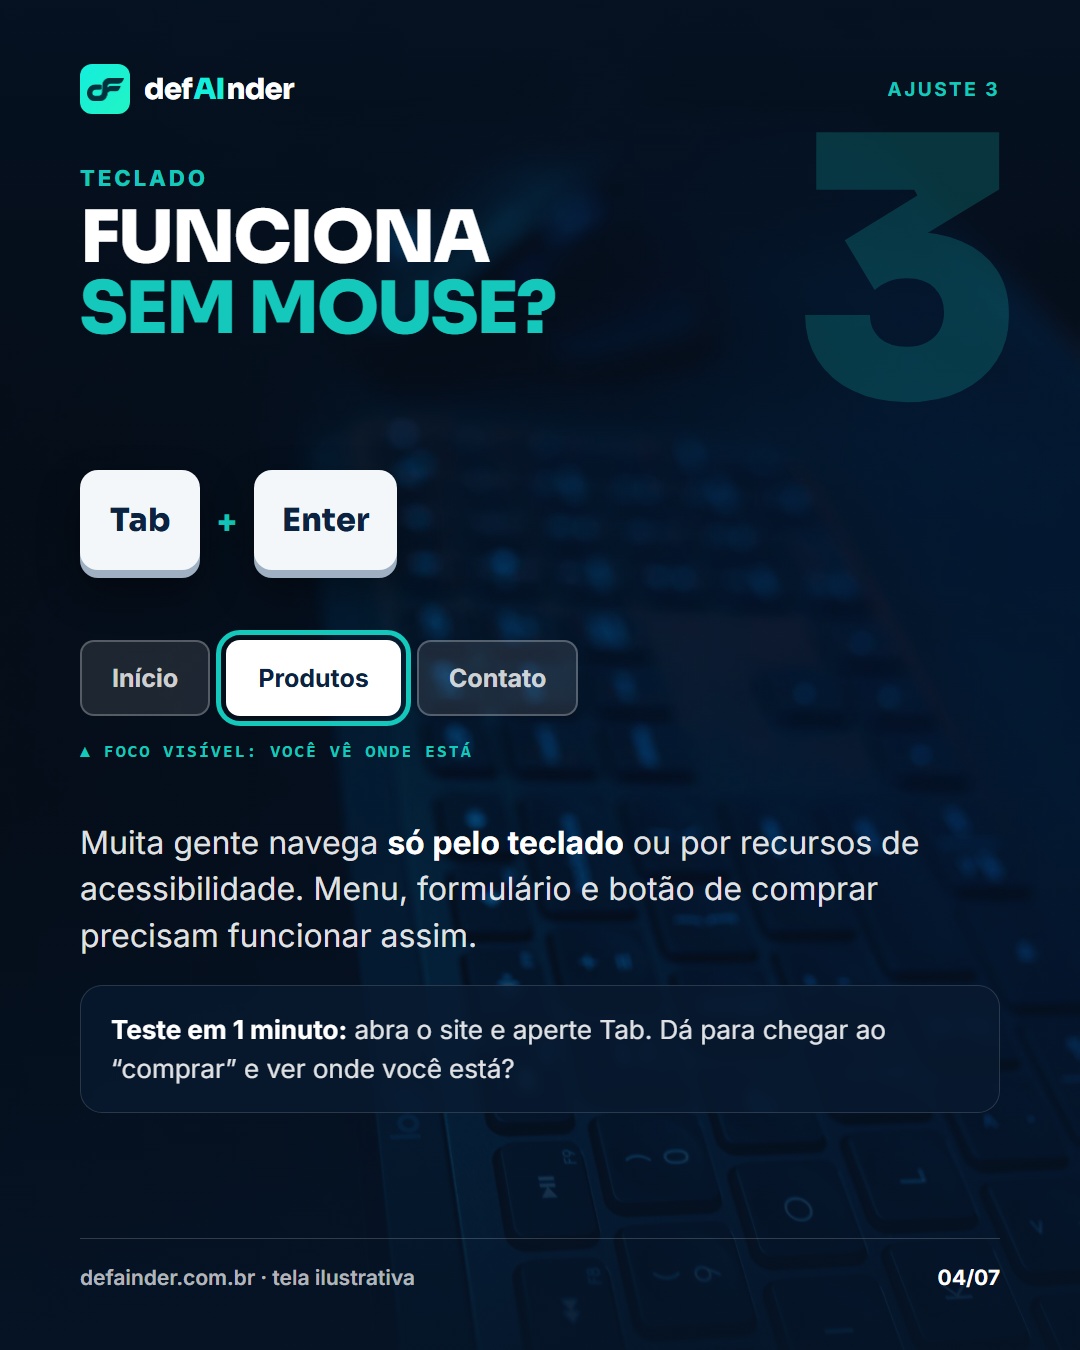 defAInder
AJUSTE 3
3
TECLADO
FUNCIONA
SEM MOUSE?
Tab + Enter
Início Produtos Contato
▲ FOCO VISÍVEL: VOCÊ VÊ ONDE ESTÁ
Muita gente navega só pelo teclado ou por recursos de
acessibilidade. Menu, formulário e botão de comprar
precisam funcionar assim.
Teste em 1 minuto: abra o site e aperte Tab. Dá para chegar ao
“comprar” e ver onde você está?
defainder.com.br · tela ilustrativa
04/07